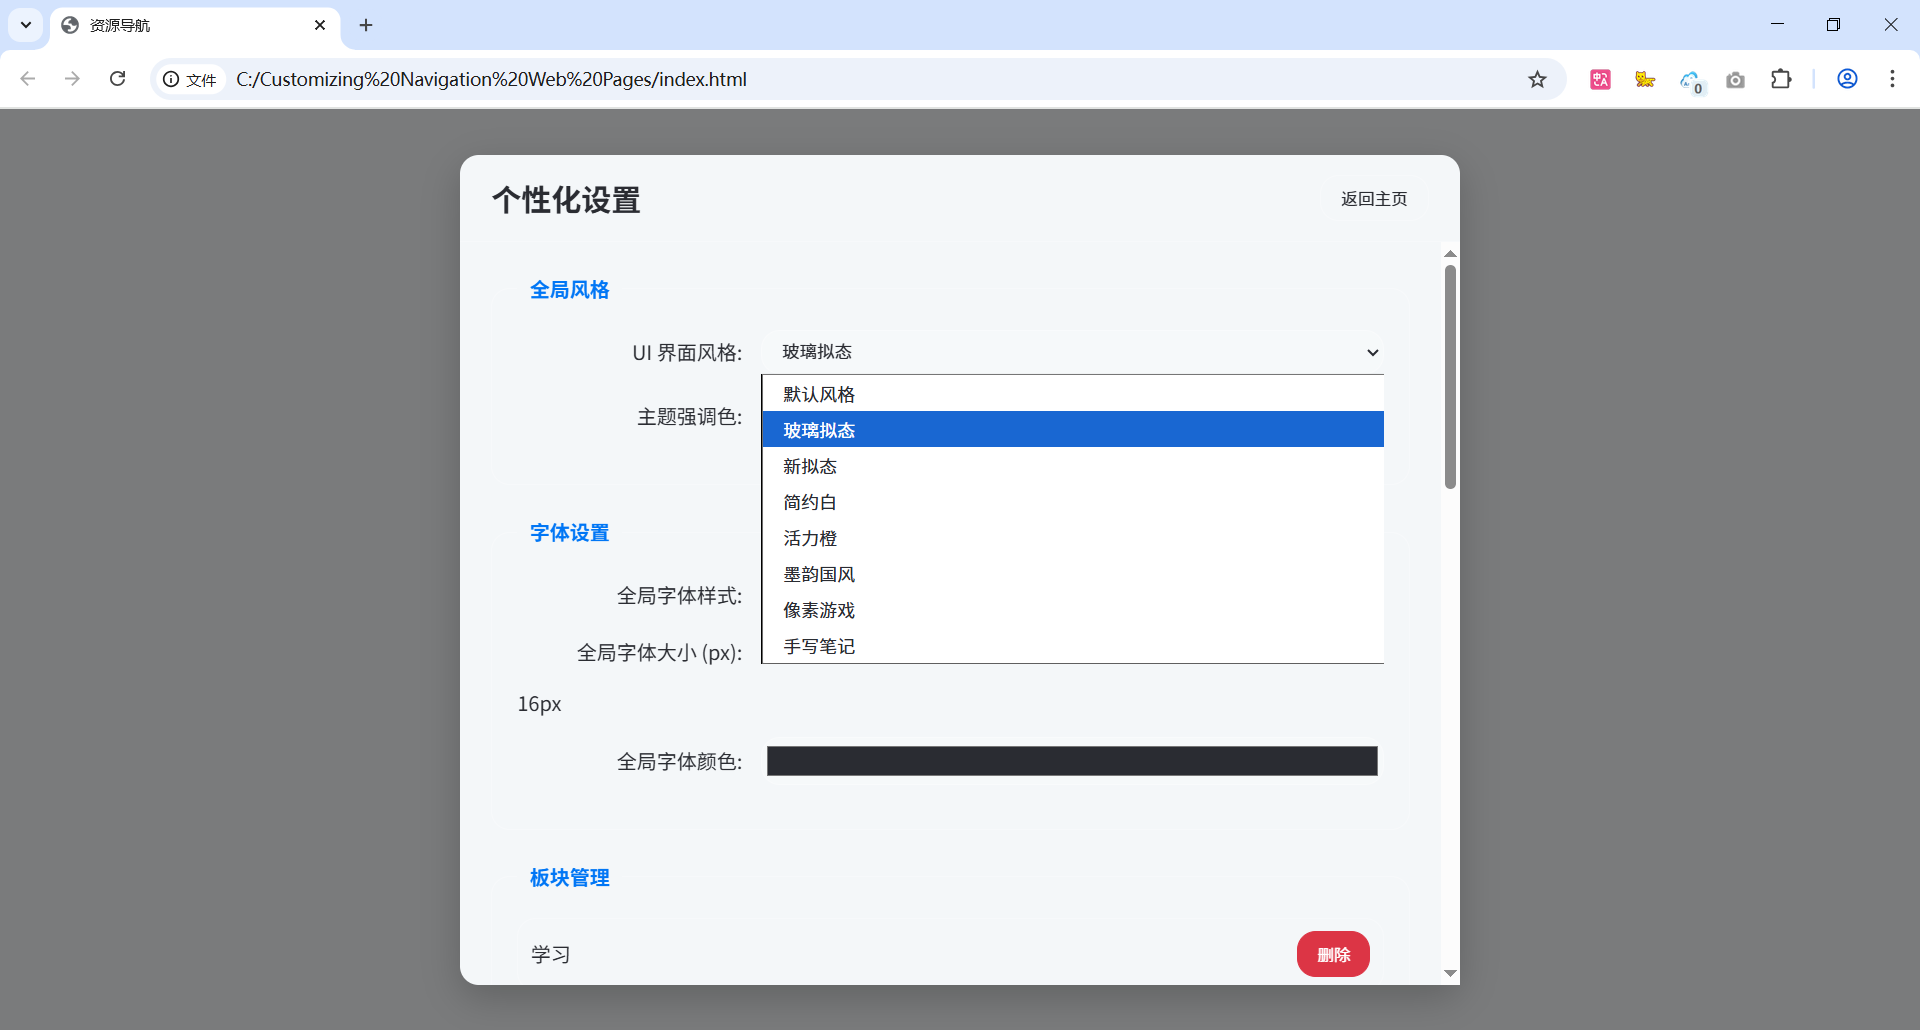 资源导航
文件 C:/Customizing%20Navigation%20Web%20Pages/index.html
0
个性化设置
返回主页
全局风格
UI 界面风格:
玻璃拟态
主题强调色:
默认风格
玻璃拟态
新拟态
简约白
活力橙
墨韵国风
像素游戏
手写笔记
字体设置
全局字体样式:
全局字体大小 (px):
16px
全局字体颜色:
板块管理
学习
删除